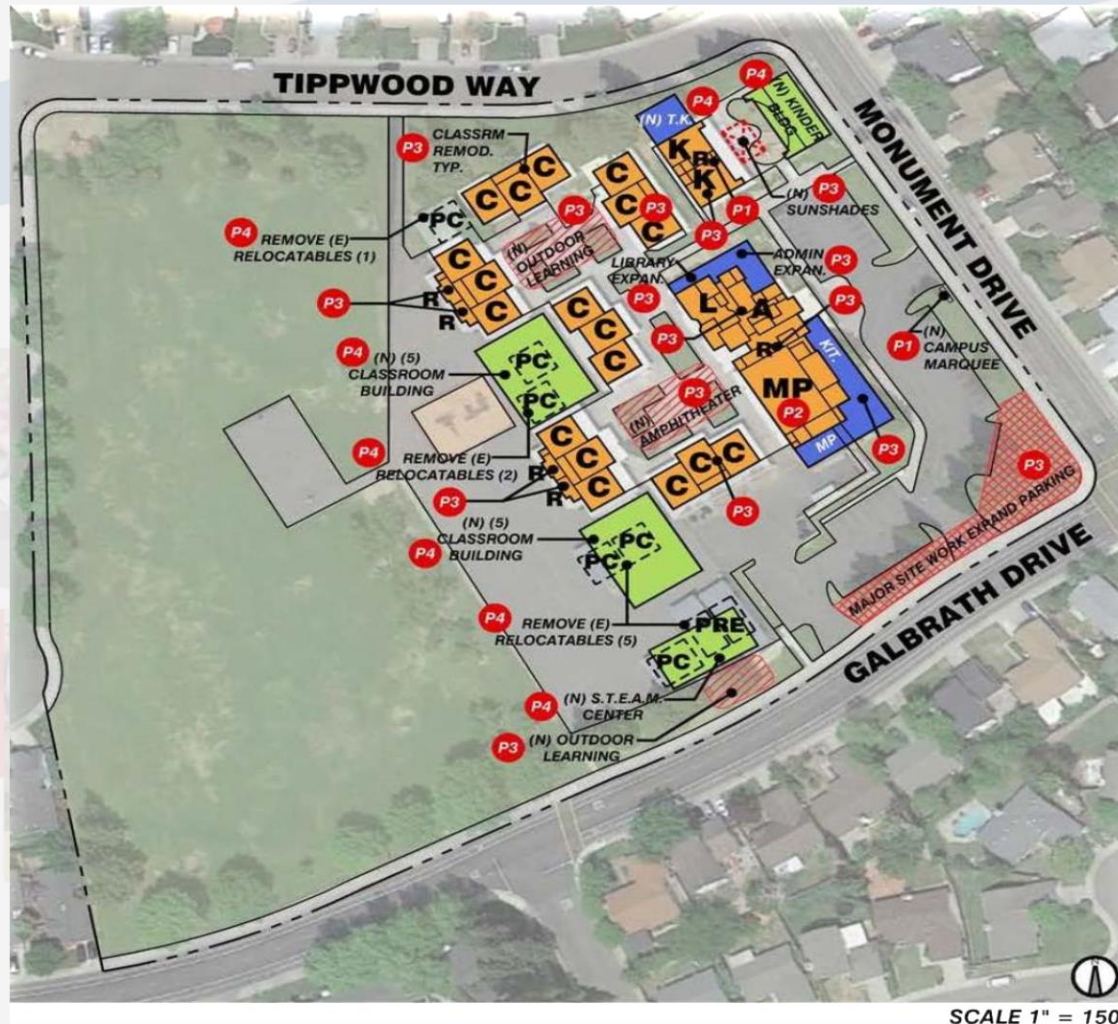 TIPPWOOD WAY
MONUMENT DRIVE
GALBRATH DRIVE
P4
(N) KINDER
BLDG
P4
(N) T.K.
K
R
K
P3
(N)
SUNSHADES
P1
P3
P3
CLASSRM
REMOD.
TYP.
C
C
C
C
C
C
P3
P3
PC
P4
REMOVE (E)
RELOCATABLES (1)
(N)
OUTDOOR
LEARNING
LIBRARY
EXPAN.
ADMIN
EXPAN.
P3
P3
P3
P3
L
A
R
C
C
C
R
R
P3
P1
(N)
CAMPUS
MARQUEE
P4
(N) (5)
CLASSROOM
BUILDING
PC
PC
C
C
C
KIT.
MP
P2
MP
P3
P3
(N)
AMPHITHEATER
P4
REMOVE (E)
RELOCATABLES (2)
C
C
C
R
R
P3
C
C
C
P3
P3
MAJOR SITE WORK EXPAND PARKING
P4
(N) (5)
CLASSROOM
BUILDING
PC
PC
P4
REMOVE (E)
RELOCATABLES (5)
PRE
PC
P4
(N) S.T.E.A.M.
CENTER
P3
(N) OUTDOOR
LEARNING
N
SCALE 1" = 150